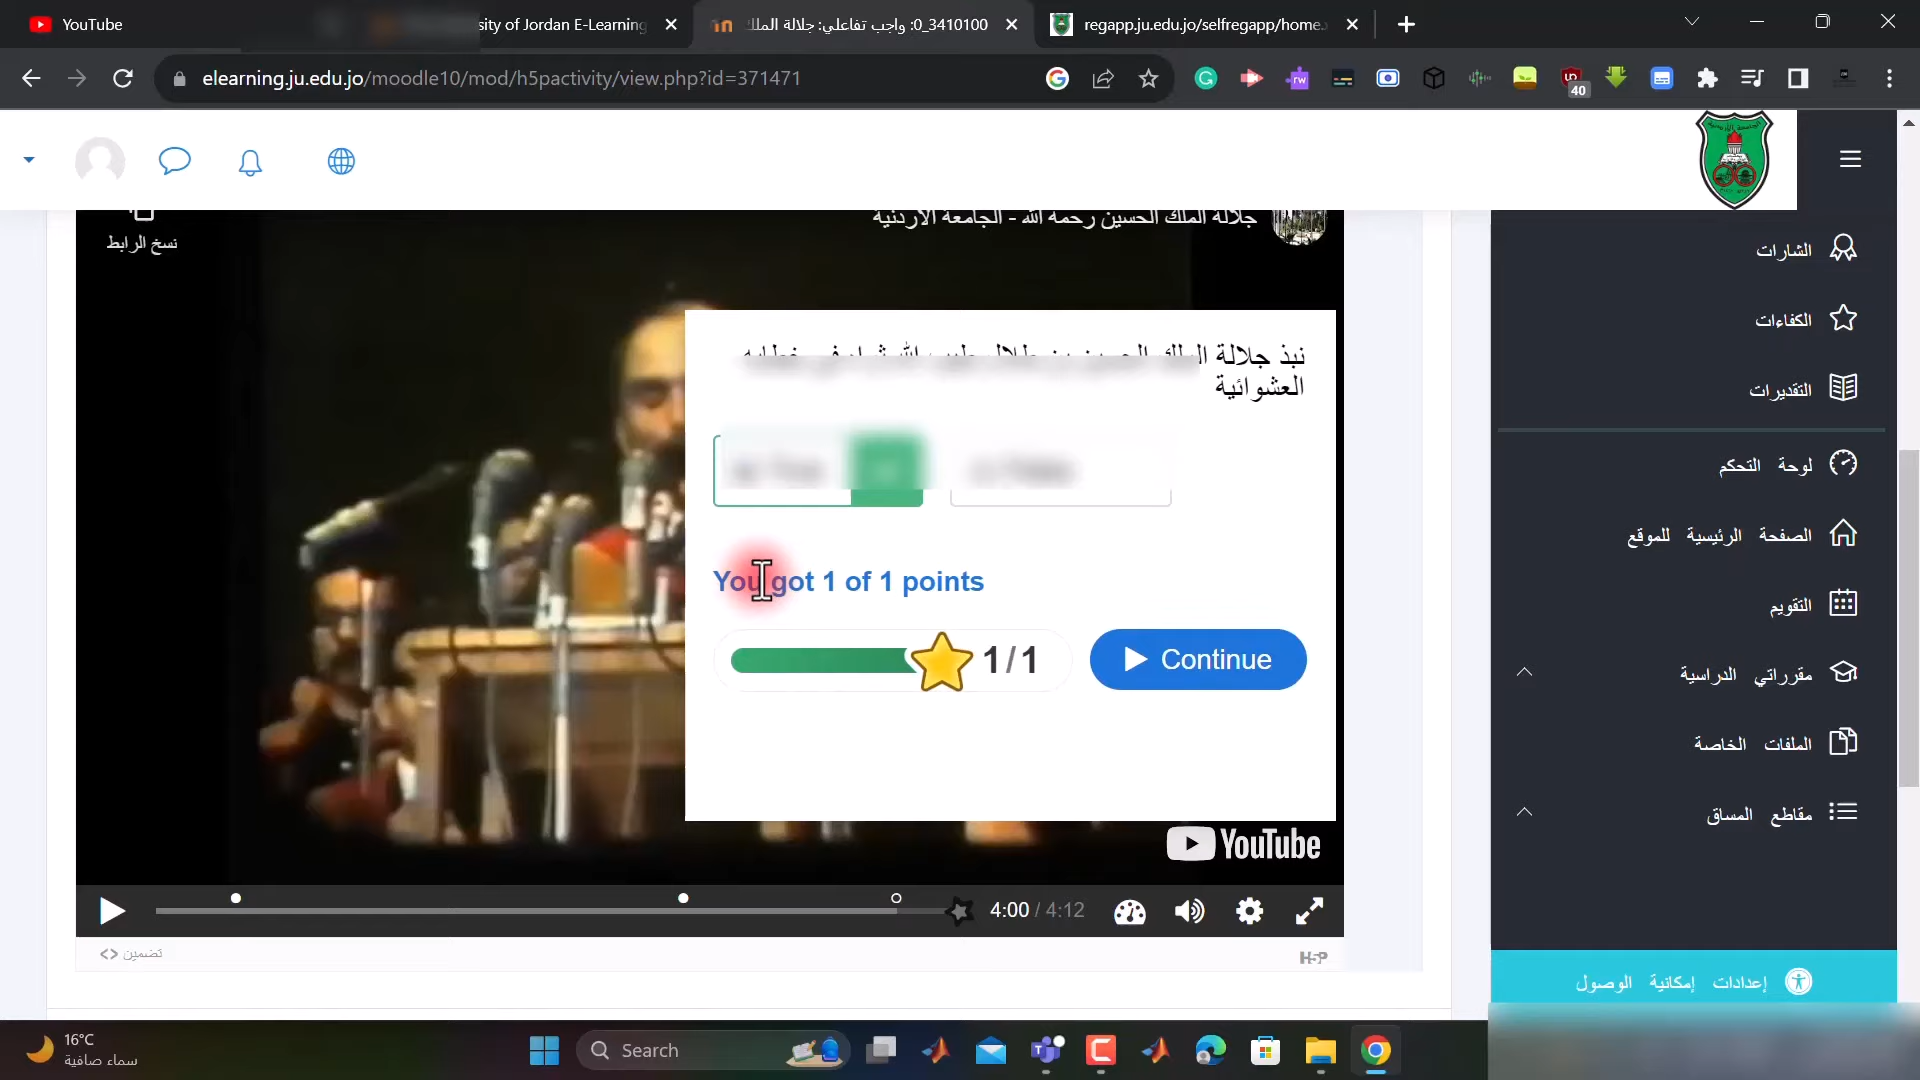 YouTube
sity of Jordan E-Learning
0_3410100: واجب تفاعلي: جلالة الملك
regapp.ju.edu.jo/selfregapp/home.
elearning.ju.edu.jo/moodle10/mod/h5pactivity/view.php?id=371471
40
نسخ الرابط
جلالة الملك الحسين رحمه الله - الجامعة الأردنية
الشارات
الكفاءات
التقديرات
لوحة التحكم
الصفحة الرئيسية للموقع
التقويم
مقرراتي الدراسية
الملفات الخاصة
مقاطع المساق
إعدادات إمكانية الوصول
نبذ جلالة
العشوائية
You got 1 of 1 points
1/1
Continue
YouTube
4:00 / 4:12
تضمين
H5P
16°C
سماء صافية
Search